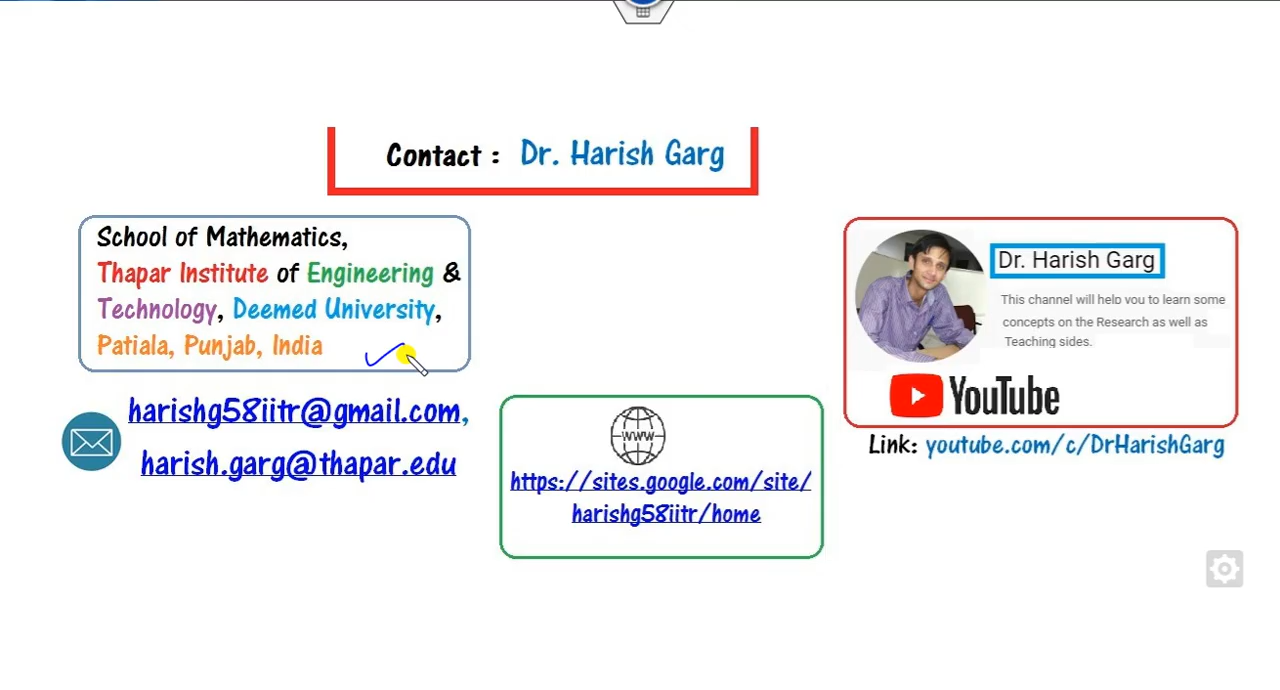 Contact : Dr. Harish Garg
School of Mathematics,
Thapar Institute of Engineering &
Technology, Deemed University,
Patiala, Punjab, India
harishg58iitr@gmail.com,
harish.garg@thapar.edu
www
https://sites.google.com/site/
harishg58iitr/home
Dr. Harish Garg
This channel will help you to learn some
concepts on the Research as well as
Teaching sides.
YouTube
Link: youtube.com/c/DrHarishGarg